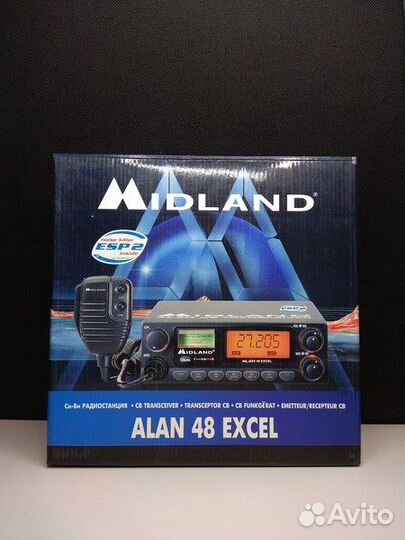 MIDLAND®
noise killer
ESP2
inside
MIDLAND
ESP2
27.205
MIDLAND
ALAN 48 EXCEL
Си-Би РАДИОСТАНЦИЯ • CB TRANSCEIVER • TRANSCEPTOR CB • CB FUNKGERÄT • EMETTEUR/RECEPTEUR CB
ALAN 48 EXCEL
Avito